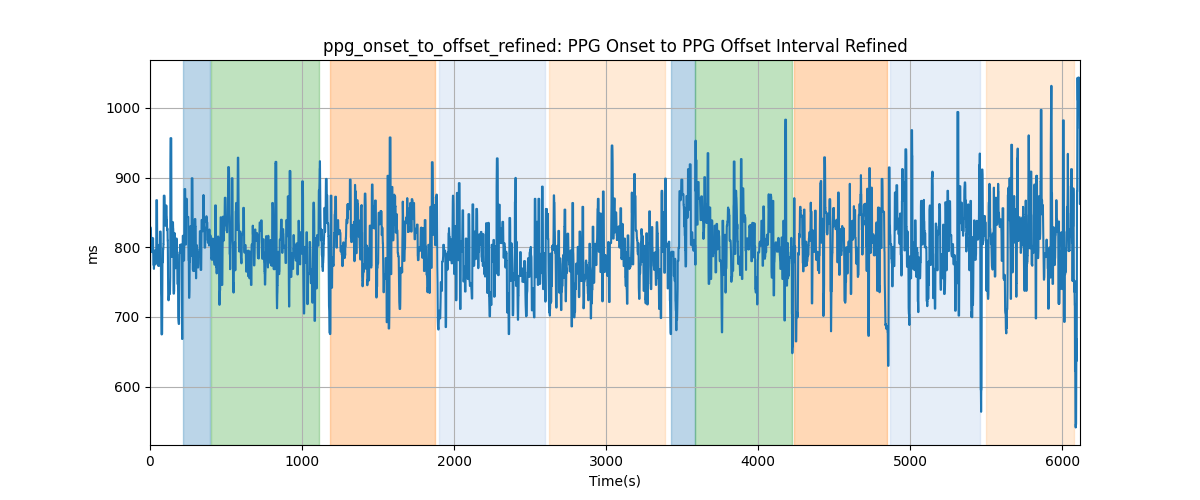 ppg_onset_to_offset_refined: PPG Onset to PPG Offset Interval Refined
1000
900
800
700
600
ms
0 1000 2000 3000 4000 5000 6000
Time(s)